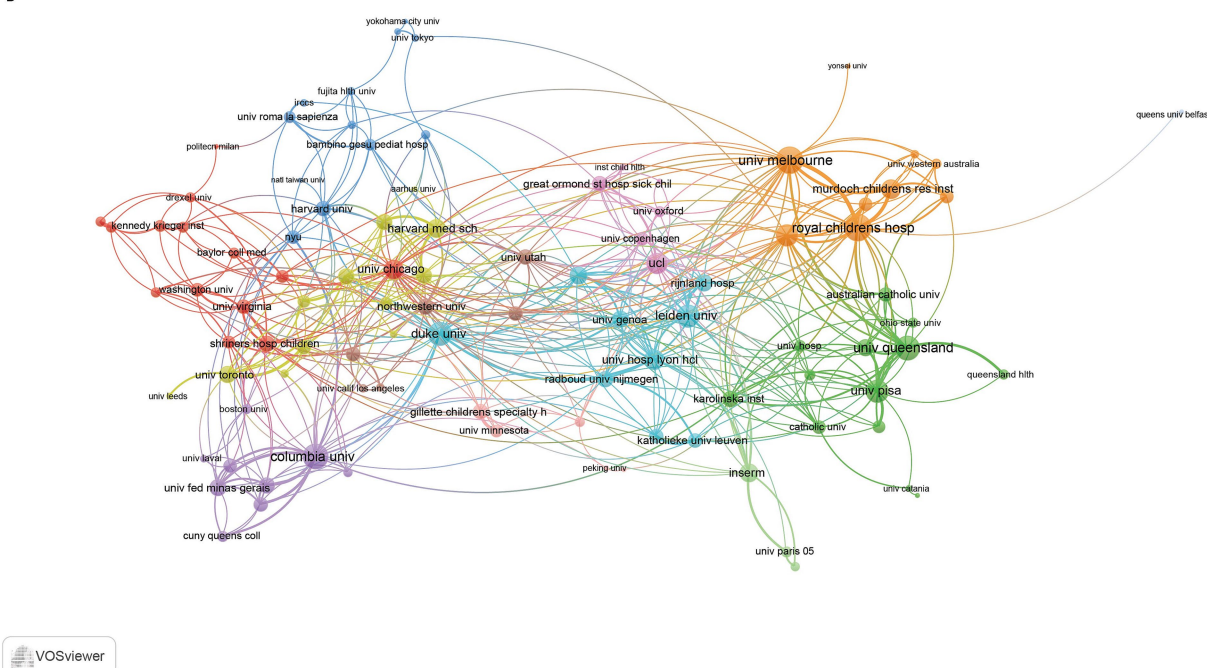 yokohama city univ
univ tokyo
yonsei univ
fujita hlth univ
irccs
univ roma la sapienza
queens univ belfas
politecn milan
bambino gesu pediat hosp
univ melbourne
univ western australia
inst child hlth
natl taiwan univ
great ormond st hosp sick chil
aarhus univ
murdoch childrens res inst
drexel univ
harvard univ
univ oxford
kennedy krieger inst
harvard med sch
royal childrens hosp
nyu
univ copenhagen
baylor coll med
univ utah
ucl
univ chicago
rijnland hosp
washington univ
australian catholic univ
univ virginia
northwestern univ
univ genoa
leiden univ
ohio state univ
duke univ
shriners hosp children
univ hosp
univ queensland
univ hosp lyon hcl
univ toronto
radboud univ nijmegen
queensland hlth
univ leeds
univ calif los angeles
univ pisa
karolinska inst
boston univ
gillette childrens specialty h
univ minnesota
catholic univ
katholieke univ leuven
univ laval
columbia univ
peking univ
inserm
univ fed minas gerais
univ catania
cuny queens coll
univ paris 05
VOSviewer